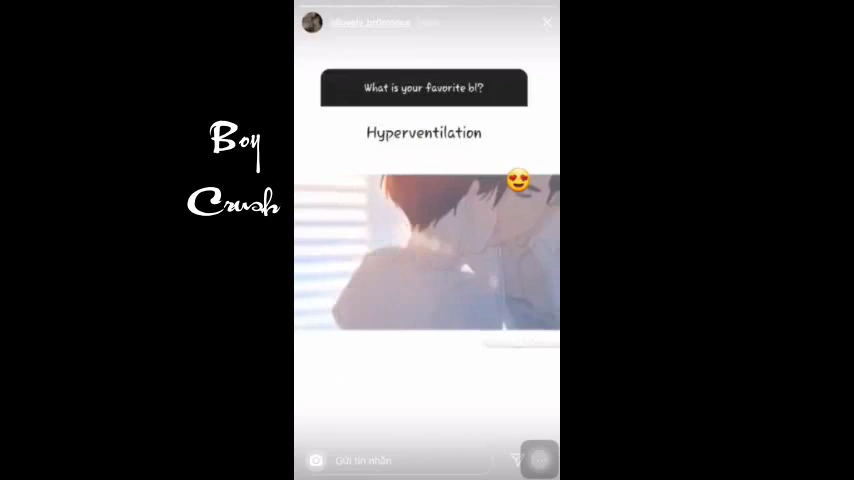 Boy
Crush
What is your favorite bl?
Hyperventilation
Gửi tin nhắn